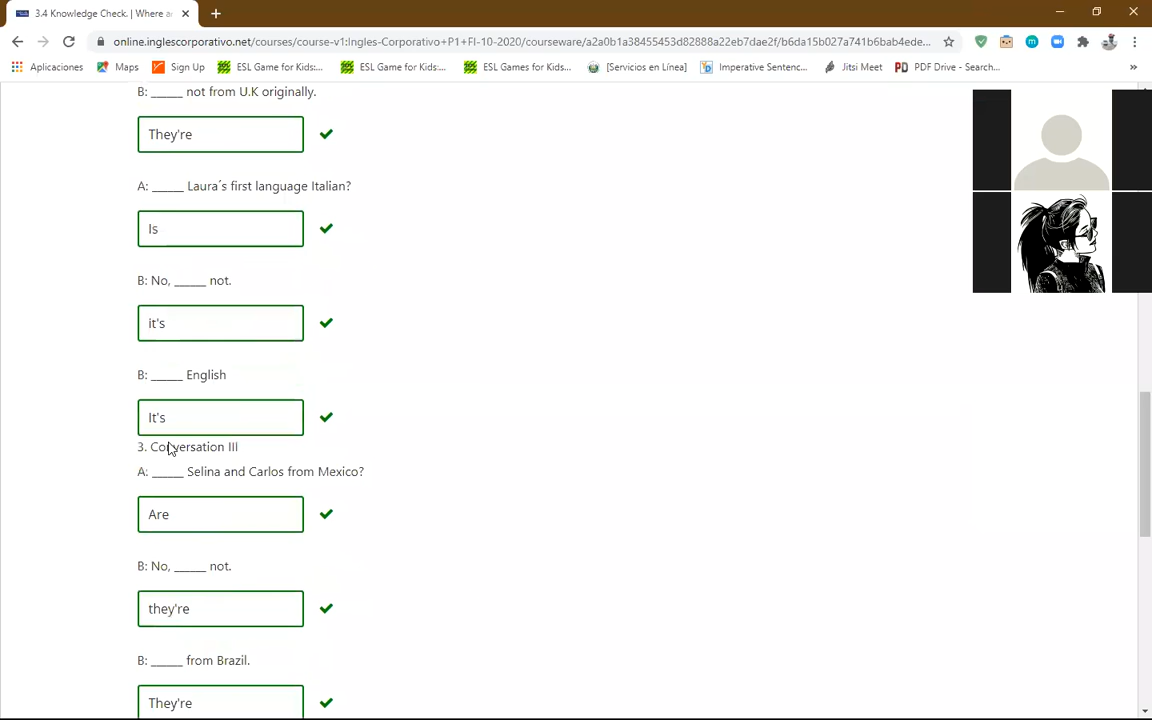 3.4 Knowledge Check. | Where a
online.inglescorporativo.net/courses/course-v1:Ingles-Corporativo+P1+FI-10-2020/courseware/a2a0b1a38455453d82888a22eb7dae2f/b6da15b027a741b6bab4ede...
Aplicaciones Maps Sign Up ESL Game for Kids:... ESL Game for Kids:... ESL Games for Kids... [Servicios en Línea] Imperative Sentenc... Jitsi Meet PDF Drive - Search... »
B: _____ not from U.K originally.
They're
A: _____ Laura´s first language Italian?
Is
B: No, _____ not.
it's
B: _____ English
It's
3. Conversation III
A: _____ Selina and Carlos from Mexico?
Are
B: No, _____ not.
they're
B: _____ from Brazil.
They're